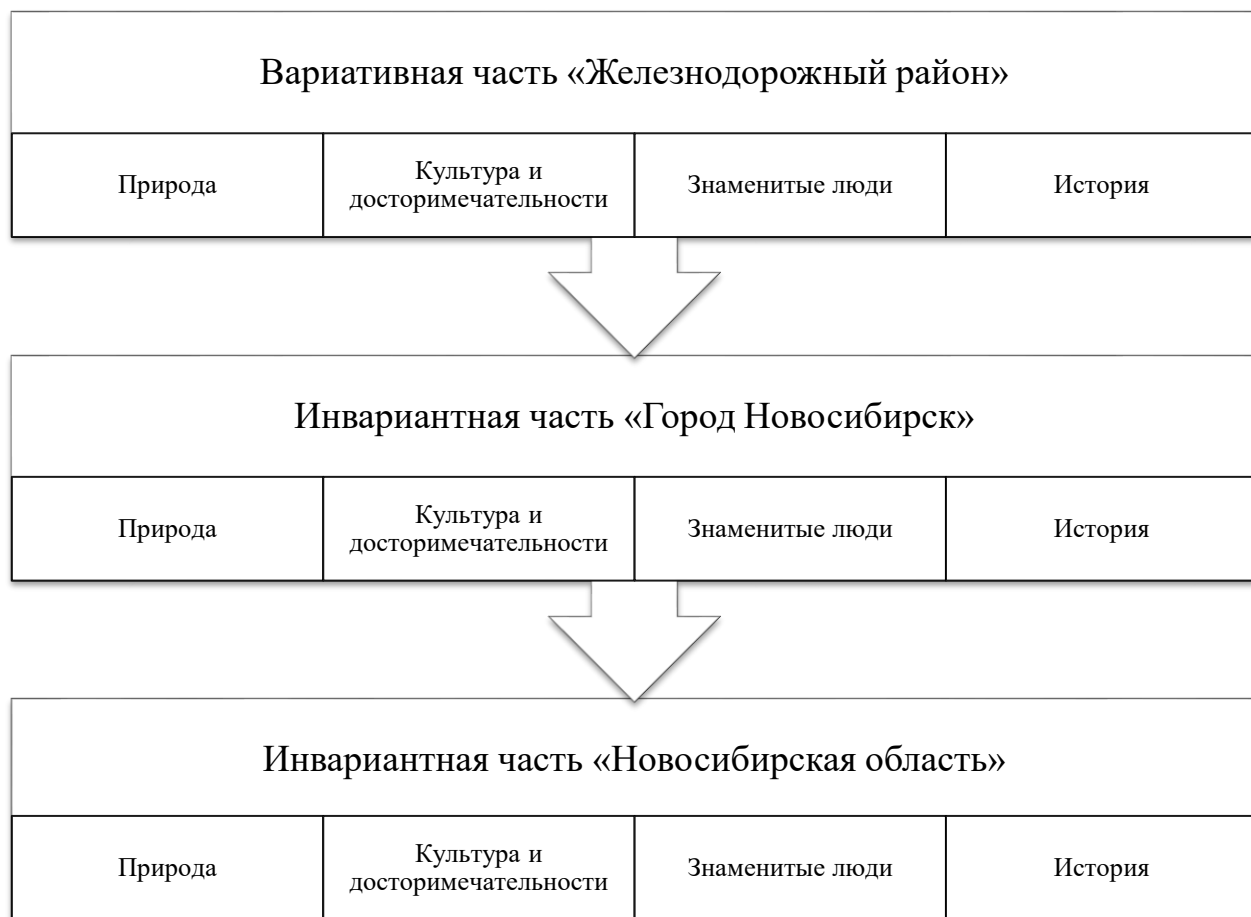 Вариативная часть «Железнодорожный район»
Природа
Культура и
досторимечательности
Знаменитые люди
История
Инвариантная часть «Город Новосибирск»
Природа
Культура и
досторимечательности
Знаменитые люди
История
Инвариантная часть «Новосибирская область»
Природа
Культура и
досторимечательности
Знаменитые люди
История